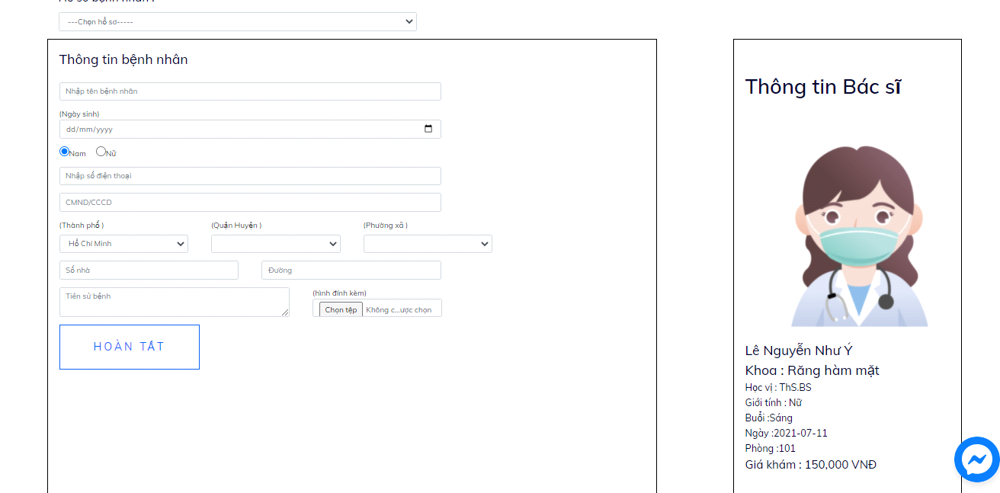 Hồ sơ bệnh nhân :
---Chọn hồ sơ-----
Thông tin bệnh nhân
Nhập tên bệnh nhân
(Ngày sinh)
dd/mm/yyyy
Nam Nữ
Nhập số điện thoại
CMND/CCCD
(Thành phố ) (Quận Huyện ) (Phường xã )
Hồ Chí Minh
Số nhà Đường
Tiền sử bệnh
(hình đính kèm)
Chọn tệp Không c...ược chọn
HOÀN TẤT
Thông tin Bác sĩ
Lê Nguyễn Như Ý
Khoa : Răng hàm mặt
Học vị : ThS.BS
Giới tính : Nữ
Buổi :Sáng
Ngày :2021-07-11
Phòng :101
Giá khám : 150,000 VNĐ